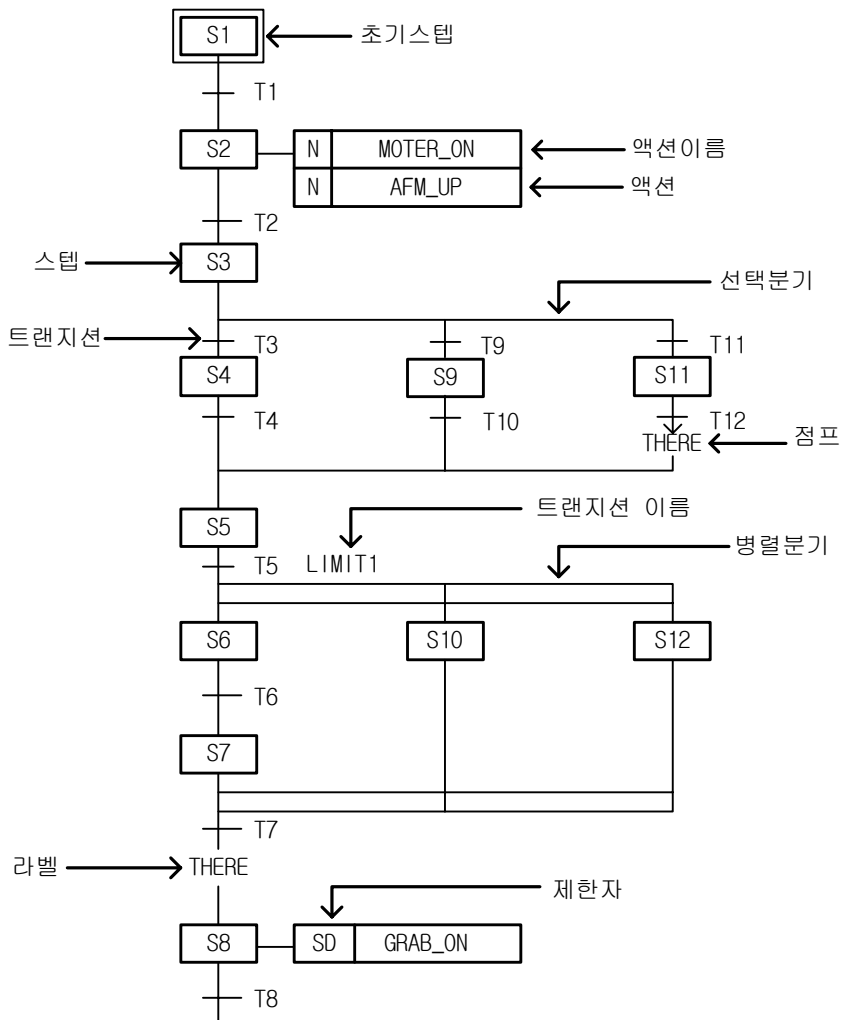 S1
초기스텝
T1
S2
N
MOTER_ON
액션이름
N
AFM_UP
액션
T2
스텝
S3
선택분기
트랜지션
T3
T9
T11
S4
S9
S11
T4
T10
T12
THERE
점프
트랜지션 이름
S5
T5
LIMIT1
병렬분기
S6
S10
S12
T6
S7
T7
라벨
THERE
제한자
S8
SD
GRAB_ON
T8